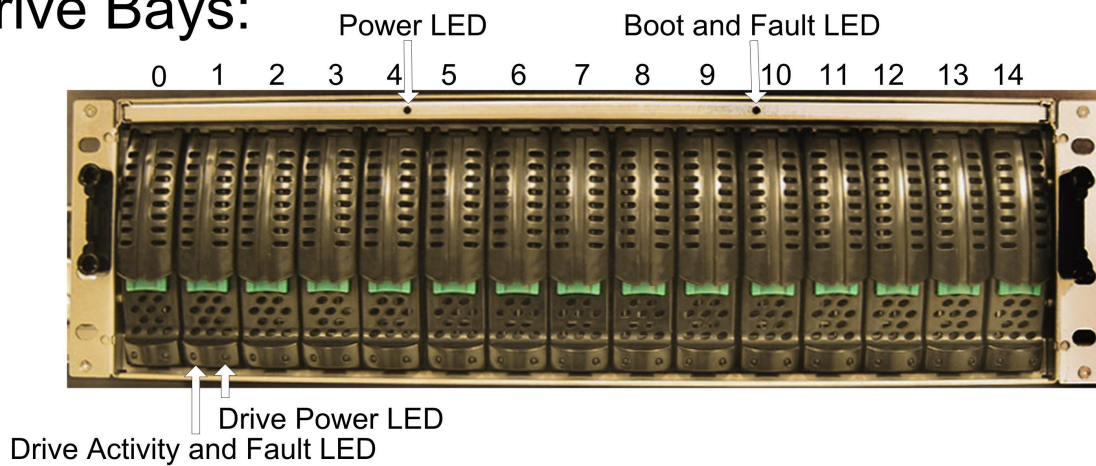 rive Bays:
Power LED
Boot and Fault LED
0 1 2 3 4 5 6 7 8 9 10 11 12 13 14
Drive Power LED
Drive Activity and Fault LED